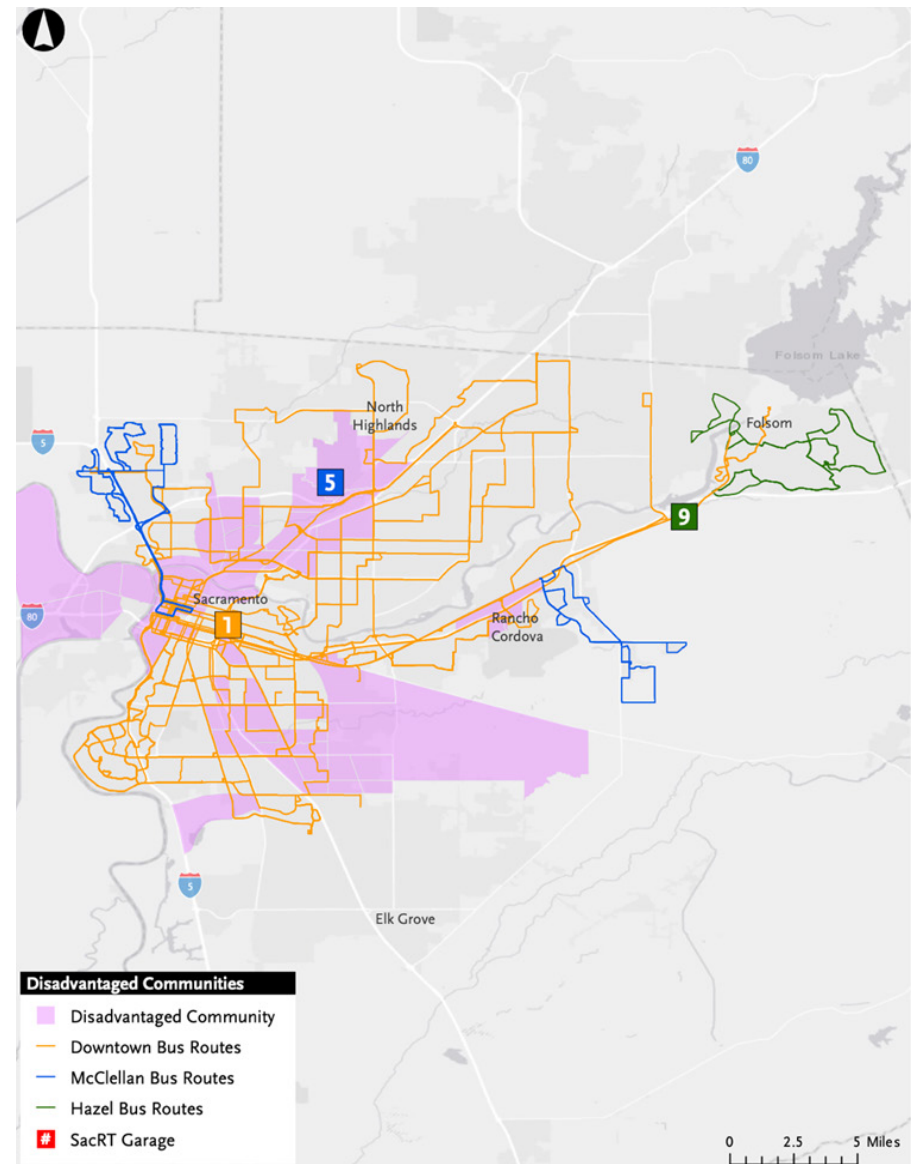 80
Folsom Lake
North
Highlands
Folsom
5
5
9
Sacramento
80
1
Rancho
Cordova
5
Elk Grove
Disadvantaged Communities
Disadvantaged Community
Downtown Bus Routes
McClellan Bus Routes
Hazel Bus Routes
# SacRT Garage
0 2.5 5 Miles